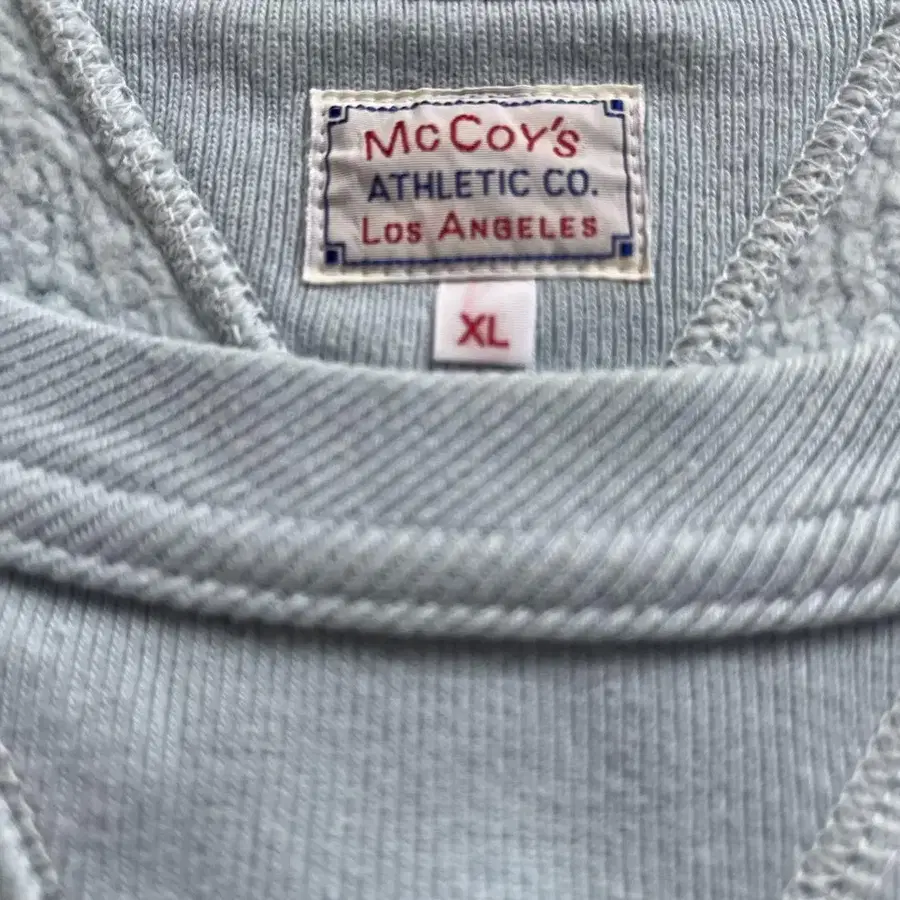 McCoy's
ATHLETIC CO.
Los Angeles
XL